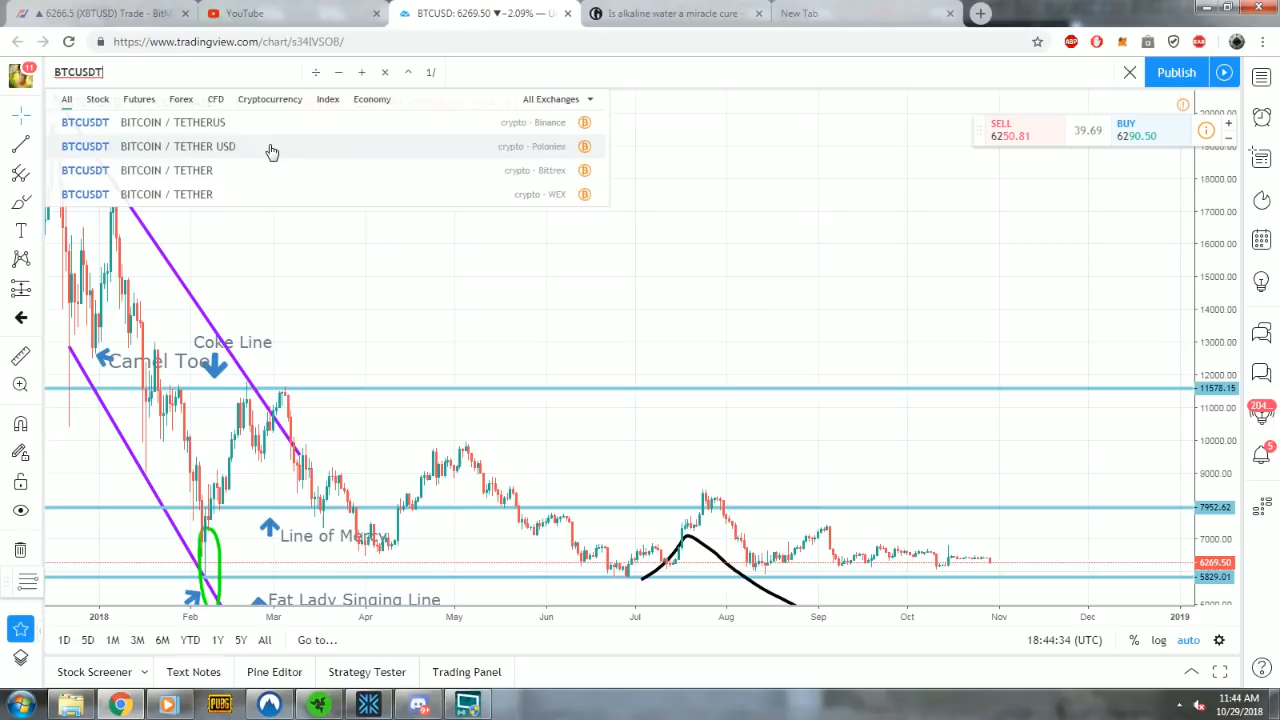 6266.5 (XBTUSD) Trade - BitM
YouTube
BTCUSD: 6269.50 ▼−2.09% — U
Is alkaline water a miracle cure -
New Tab
https://www.tradingview.com/chart/s34IVSOB/
11
BTCUSDT
÷ − + × ^ 1/
Publish
All Stock Futures Forex CFD Cryptocurrency Index Economy All Exchanges
BTCUSDT BITCOIN / TETHERUS crypto - Binance
BTCUSDT BITCOIN / TETHER USD crypto - Poloniex
BTCUSDT BITCOIN / TETHER crypto - Bittrex
BTCUSDT BITCOIN / TETHER crypto - WEX
SELL
6250.81
39.69
BUY
6290.50
18000.00
17000.00
16000.00
15000.00
14000.00
13000.00
12000.00
11578.15
11000.00
10000.00
9000.00
7952.62
7000.00
6269.50
5829.01
Coke Line
Camel Toe
Line of Mercy
Fat Lady Singing Line
204...
5
2018 Feb Mar Apr May Jun Jul Aug Sep Oct Nov Dec 2019
1D 5D 1M 3M 6M YTD 1Y 5Y All Go to... 18:44:34 (UTC) % log auto
Stock Screener Text Notes Pine Editor Strategy Tester Trading Panel
PUBG
11:44 AM
10/29/2018